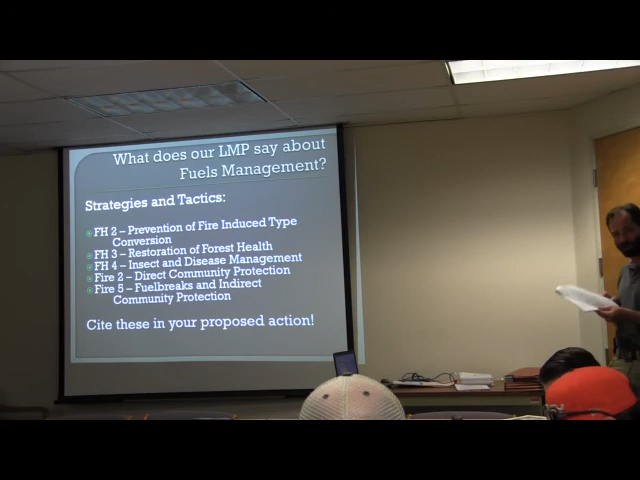 What does our LMP say about
Fuels Management?
Strategies and Tactics:
FH 2 – Prevention of Fire Induced Type
Conversion
FH 3 – Restoration of Forest Health
FH 4 – Insect and Disease Management
Fire 2 – Direct Community Protection
Fire 5 – Fuelbreaks and Indirect
Community Protection
Cite these in your proposed action!